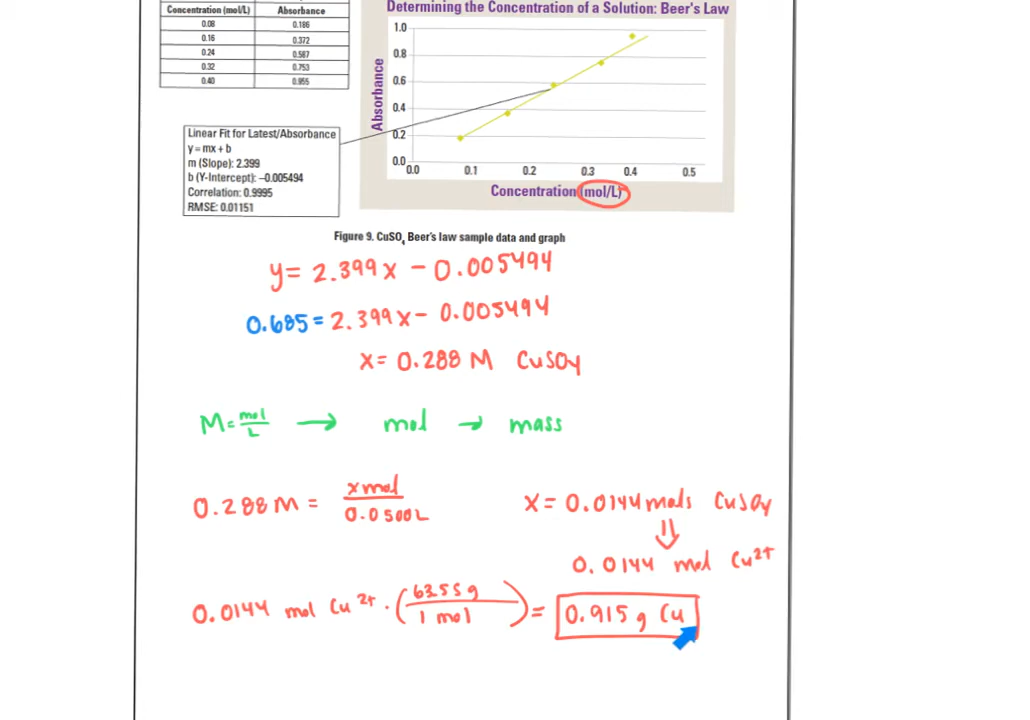 Concentration (mol/L) Absorbance
0.08 0.186
0.16 0.372
0.24 0.587
0.32 0.753
0.40 0.955
Determining the Concentration of a Solution: Beer's Law
Absorbance
1.0
0.8
0.6
0.4
0.2
0.0
0.0 0.1 0.2 0.3 0.4 0.5
Concentration (mol/L)
Linear Fit for Latest/Absorbance
y = mx + b
m (Slope): 2.399
b (Y-Intercept): −0.005494
Correlation: 0.9995
RMSE: 0.01151
Figure 9. CuSO₄ Beer's law sample data and graph
y = 2.399x − 0.005494
0.685 = 2.399x − 0.005494
x = 0.288 M CuSO4
M = mol/L → mol → mass
0.288 M = x mol / 0.0500L x = 0.0144 mols CuSO4
⇓
0.0144 mol Cu²⁺
0.0144 mol Cu²⁺ · (63.55 g / 1 mol) = 0.915 g Cu